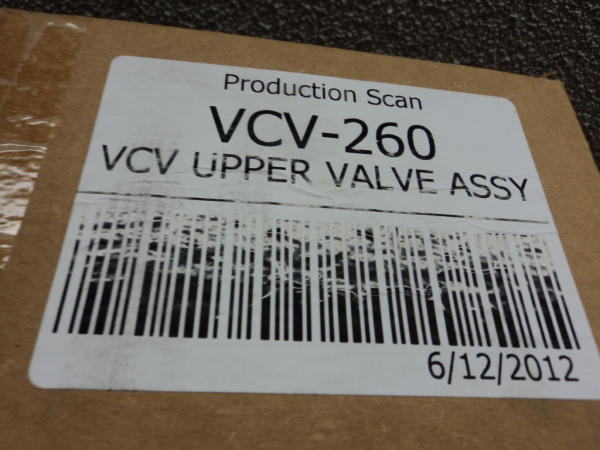 Production Scan
VCV-260
VCV UPPER VALVE ASSY
6/12/2012